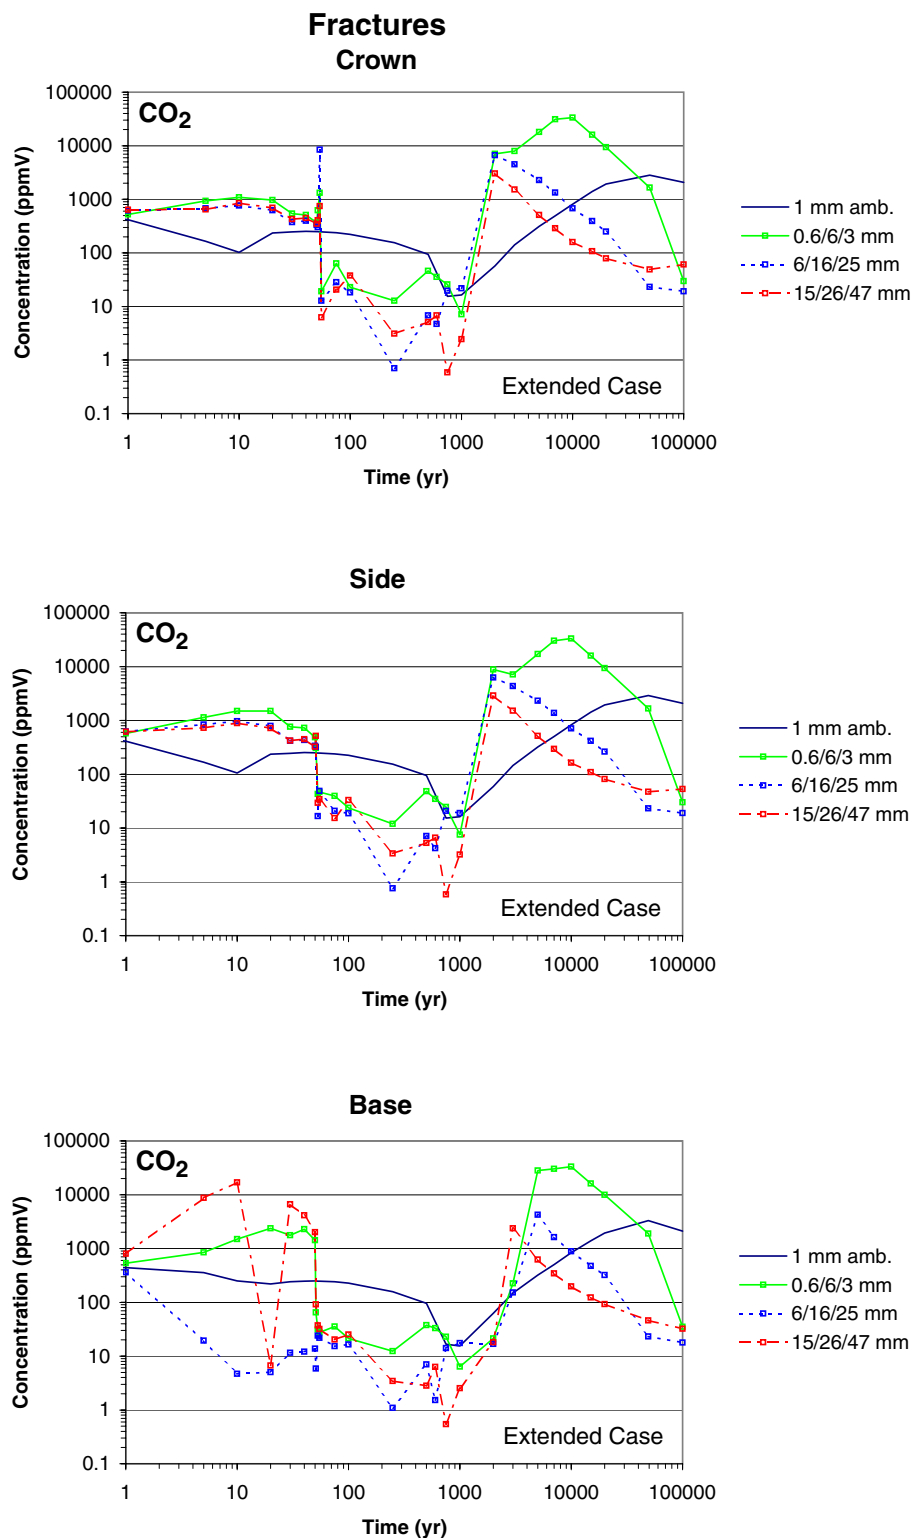 Fractures
Crown
CO2
Concentration (ppmV)
100000
10000
1000
100
10
1
0.1
Extended Case
1 10 100 1000 10000 100000
Time (yr)
1 mm amb.
0.6/6/3 mm
6/16/25 mm
15/26/47 mm
Side
CO2
Concentration (ppmV)
100000
10000
1000
100
10
1
0.1
Extended Case
1 10 100 1000 10000 100000
Time (yr)
1 mm amb.
0.6/6/3 mm
6/16/25 mm
15/26/47 mm
Base
CO2
Concentration (ppmV)
100000
10000
1000
100
10
1
0.1
Extended Case
1 10 100 1000 10000 100000
Time (yr)
1 mm amb.
0.6/6/3 mm
6/16/25 mm
15/26/47 mm